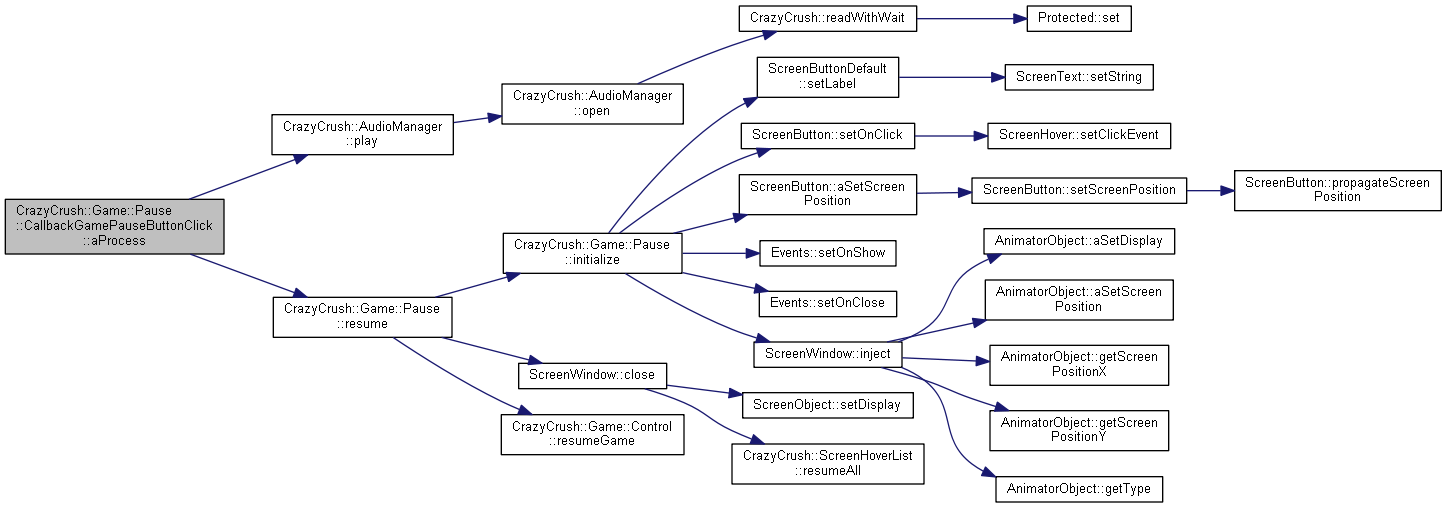 CrazyCrush::Game::Pause
::CallbackGamePauseButtonClick
::aProcess
CrazyCrush::AudioManager
::play
CrazyCrush::AudioManager
::open
CrazyCrush::readWithWait
Protected::set
CrazyCrush::Game::Pause
::resume
CrazyCrush::Game::Pause
::initialize
ScreenButtonDefault
::setLabel
ScreenText::setString
ScreenButton::setOnClick
ScreenHover::setClickEvent
ScreenButton::aSetScreen
Position
ScreenButton::setScreenPosition
ScreenButton::propagateScreen
Position
Events::setOnShow
Events::setOnClose
ScreenWindow::inject
AnimatorObject::aSetDisplay
AnimatorObject::aSetScreen
Position
AnimatorObject::getScreen
PositionX
AnimatorObject::getScreen
PositionY
AnimatorObject::getType
ScreenWindow::close
ScreenObject::setDisplay
CrazyCrush::ScreenHoverList
::resumeAll
CrazyCrush::Game::Control
::resumeGame